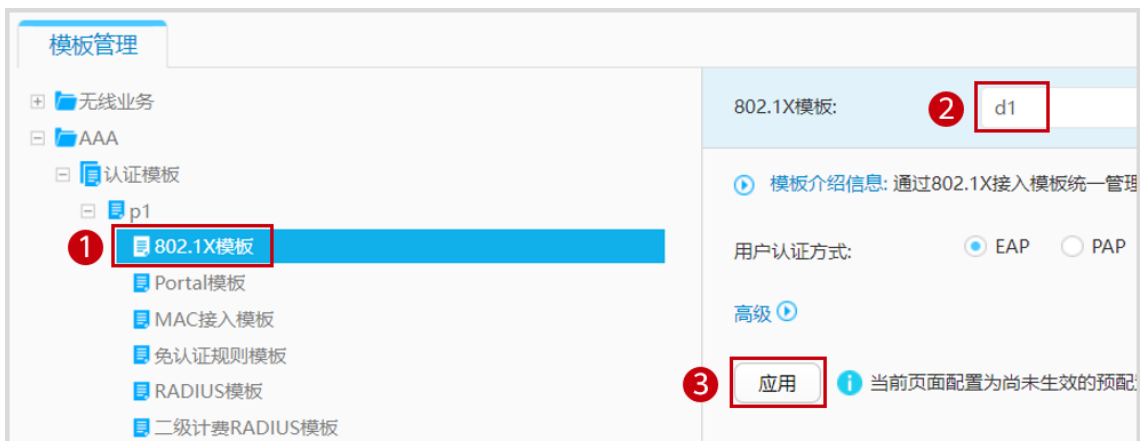 模板管理
无线业务
AAA
认证模板
p1
1 802.1X模板
Portal模板
MAC接入模板
免认证规则模板
RADIUS模板
二级计费RADIUS模板
802.1X模板: 2 d1
模板介绍信息: 通过802.1X接入模板统一管理
用户认证方式: EAP PAP
高级
3 应用 i 当前页面配置为尚未生效的预配